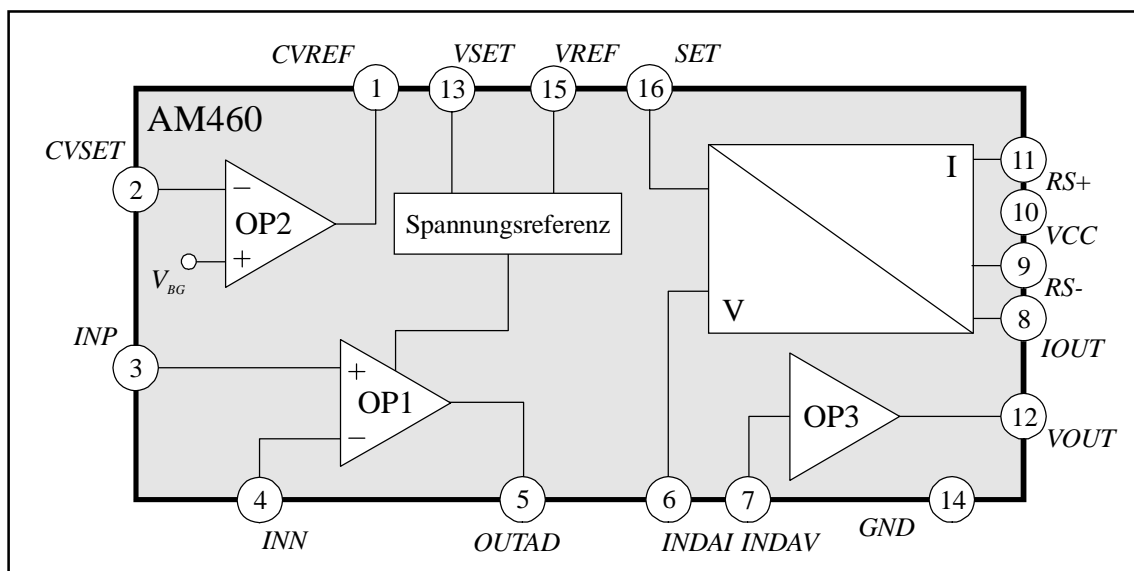 CVREF
VSET
VREF
SET
1
13
15
16
AM460
CVSET
2
−
OP2
+
V_BG
Spannungsreferenz
I
V
11
RS+
10
VCC
9
RS-
8
IOUT
INP
3
+
OP1
−
OP3
12
VOUT
4
5
6
7
14
INN
OUTAD
INDAI
INDAV
GND